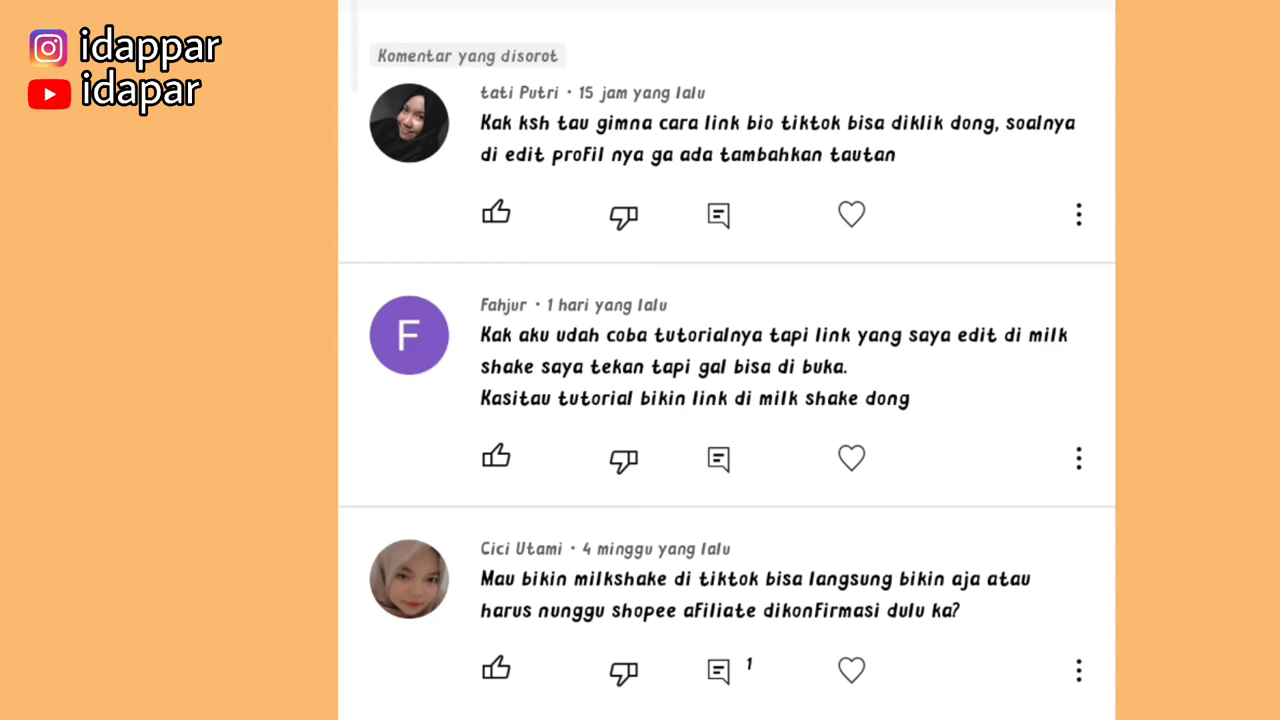 idappar
idapar
Komentar yang disorot
tati Putri · 15 jam yang lalu
Kak ksh tau gimna cara link bio tiktok bisa diklik dong, soalnya
di edit profil nya ga ada tambahkan tautan
F
Fahjur · 1 hari yang lalu
Kak aku udah coba tutorialnya tapi link yang saya edit di milk
shake saya tekan tapi gal bisa di buka.
Kasitau tutorial bikin link di milk shake dong
Cici Utami · 4 minggu yang lalu
Mau bikin milkshake di tiktok bisa langsung bikin aja atau
harus nunggu shopee afiliate dikonfirmasi dulu ka?
1